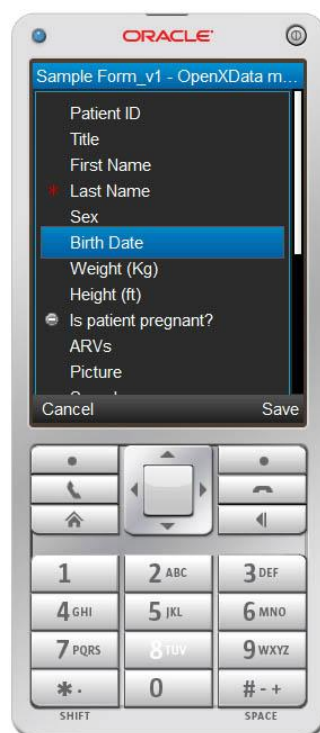 ORACLE
Sample Form_v1 - OpenXData m...
Patient ID
Title
First Name
* Last Name
Sex
Birth Date
Weight (Kg)
Height (ft)
Is patient pregnant?
ARVs
Picture
Cancel Save
1 2 ABC 3 DEF
4 GHI 5 JKL 6 MNO
7 PQRS 8 TUV 9 WXYZ
* . 0 # - +
SHIFT SPACE